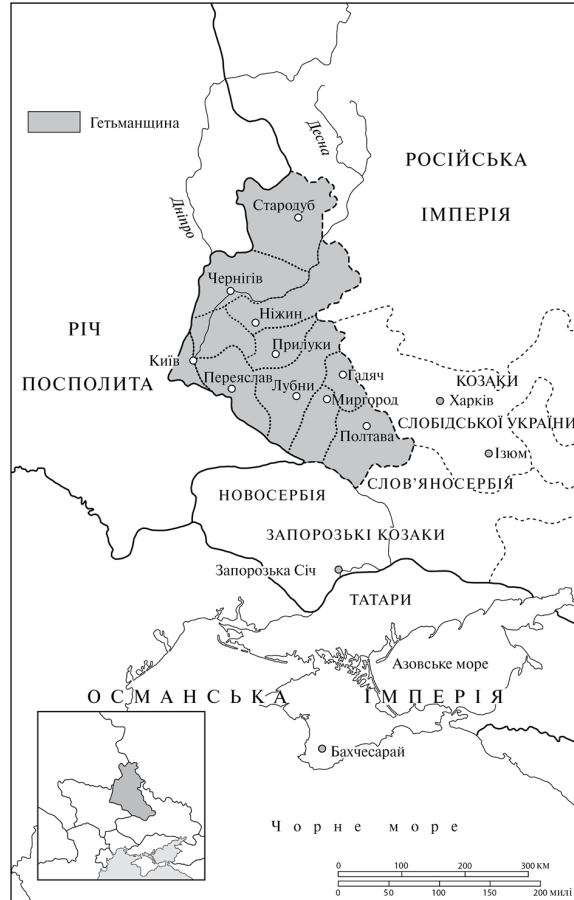 Гетьманщина
Десна
РОСІЙСЬКА
ІМПЕРІЯ
Дніпро
Стародуб
Чернігів
Ніжин
РІЧ
ПОСПОЛИТА
Прилуки
Київ
Переяслав
Лубни
Гадяч
Миргород
Полтава
КОЗАКИ
Харків
СЛОБІДСЬКОЇ УКРАЇНИ
Ізюм
СЛОВ’ЯНОСЕРБІЯ
НОВОСЕРБІЯ
ЗАПОРОЗЬКІ КОЗАКИ
Запорозька Січ
ТАТАРИ
Азовське море
ОСМАНСЬКА ІМПЕРІЯ
Бахчесарай
Чорне море
0 100 200 300 км
0 50 100 150 200 милі